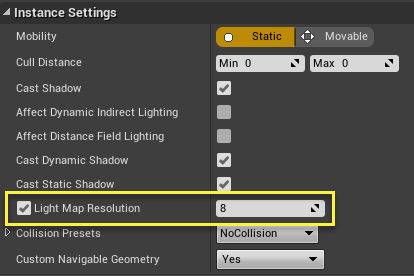 Instance Settings
Mobility Static Movable
Cull Distance Min 0 Max 0
Cast Shadow
Affect Dynamic Indirect Lighting
Affect Distance Field Lighting
Cast Dynamic Shadow
Cast Static Shadow
Light Map Resolution 8
Collision Presets NoCollision
Custom Navigable Geometry Yes